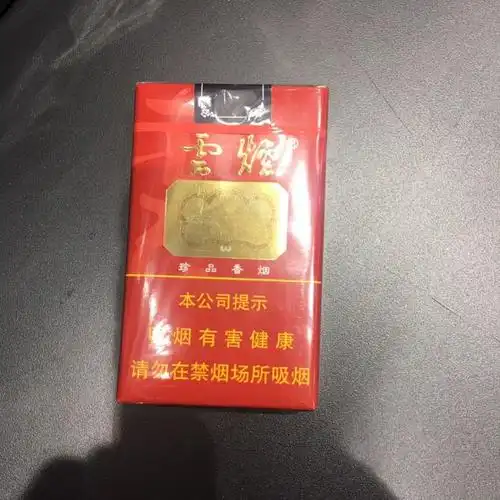 云烟
珍品香烟
本公司提示
吸烟有害健康
请勿在禁烟场所吸烟